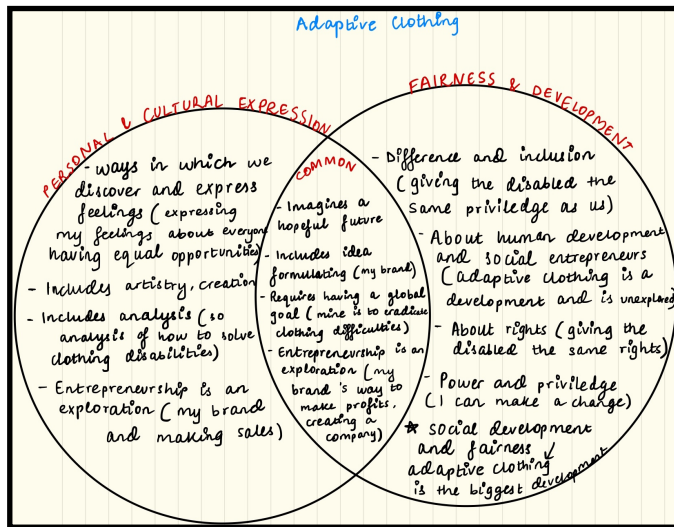 Adaptive Clothing
PERSONAL & CULTURAL EXPRESSION
- ways in which we
discover and express
feelings (expressing
my feelings about everyone
having equal opportunities)
- Includes artistry, creation
- Includes analysis (so
analysis of how to solve
clothing disabilities)
- Entrepreneurship is an
exploration (my brand
and making sales)
COMMON
- Imagines a
hopeful future
- Includes idea
formulating (my brand)
- Requires having a global
goal (mine is to eradicate
clothing difficulties)
- Entrepreneurship is an
exploration (my
brand's way to
make profits,
creating a
company)
FAIRNESS & DEVELOPMENT
- Difference and inclusion
(giving the disabled the
same priviledge as us)
- About human development
and social entrepreneurs
(adaptive clothing is a
development and is unexplored)
- About rights (giving the
disabled the same rights)
- Power and priviledge
(I can make a change)
★ social development
and fairness ↙
adaptive clothing
is the biggest development